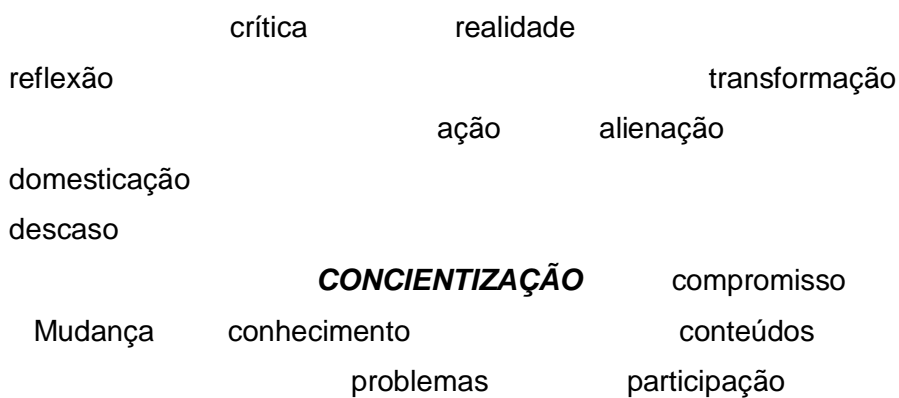 crítica realidade
reflexão transformação
ação alienação
domesticação
descaso
CONCIENTIZAÇÃO compromisso
Mudança conhecimento conteúdos
problemas participação